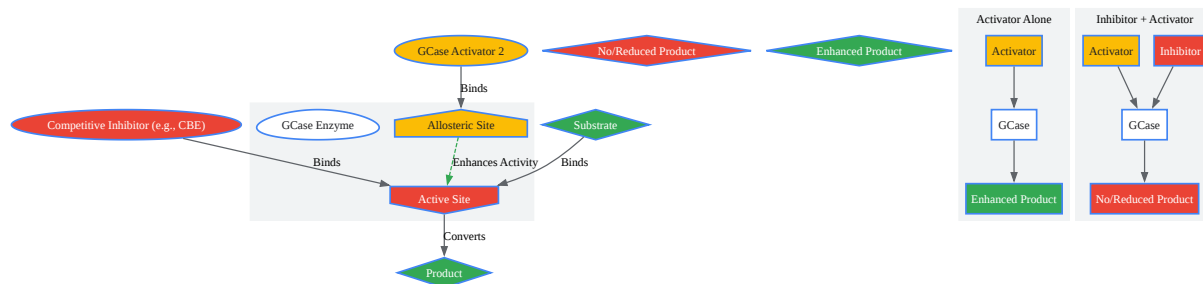 Activator Alone
Inhibitor + Activator
GCase Activator 2
No/Reduced Product
Enhanced Product
Activator
Activator
Inhibitor
Binds
Competitive Inhibitor (e.g., CBE)
GCase Enzyme
Allosteric Site
Substrate
GCase
GCase
Binds
Enhances Activity
Binds
Active Site
Enhanced Product
No/Reduced Product
Converts
Product